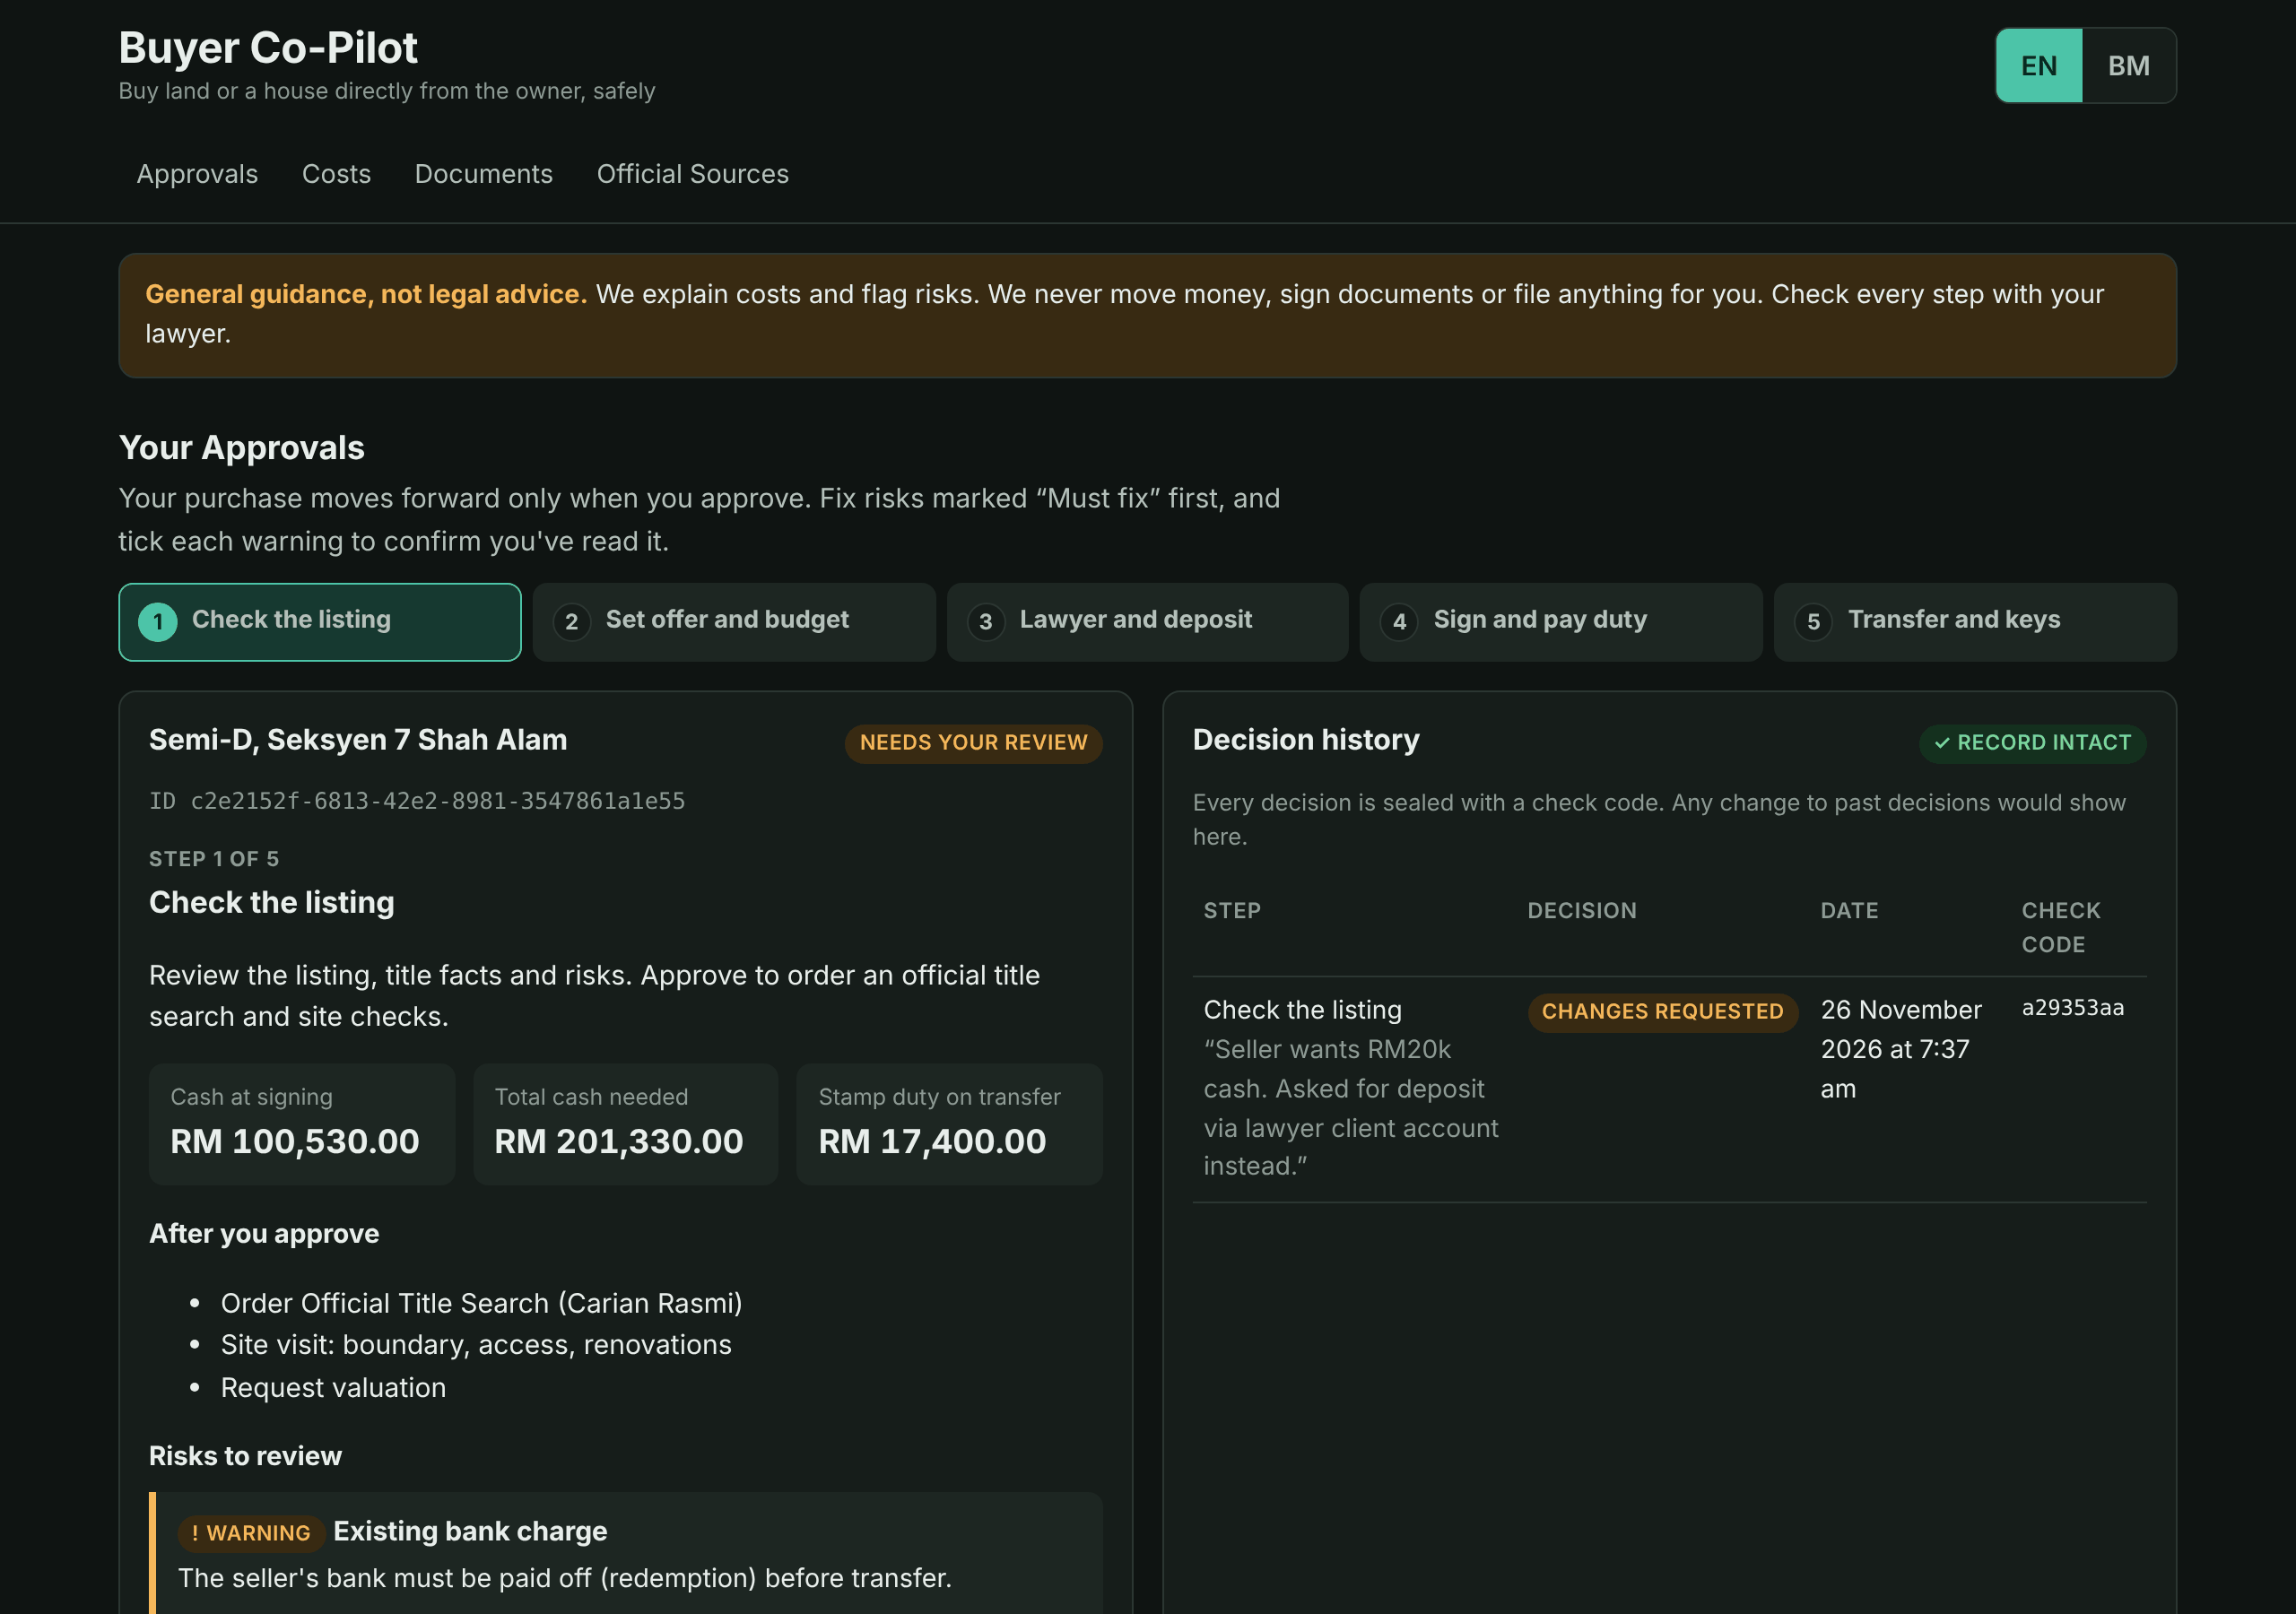 Buyer Co-Pilot
Buy land or a house directly from the owner, safely
EN
BM
Approvals
Costs
Documents
Official Sources
General guidance, not legal advice. We explain costs and flag risks. We never move money, sign documents or file anything for you. Check every step with your
lawyer.
Your Approvals
Your purchase moves forward only when you approve. Fix risks marked “Must fix” first, and
tick each warning to confirm you've read it.
1 Check the listing
2 Set offer and budget
3 Lawyer and deposit
4 Sign and pay duty
5 Transfer and keys
Semi-D, Seksyen 7 Shah Alam
NEEDS YOUR REVIEW
ID c2e2152f-6813-42e2-8981-3547861a1e55
STEP 1 OF 5
Check the listing
Review the listing, title facts and risks. Approve to order an official title
search and site checks.
Cash at signing
RM 100,530.00
Total cash needed
RM 201,330.00
Stamp duty on transfer
RM 17,400.00
After you approve
• Order Official Title Search (Carian Rasmi)
• Site visit: boundary, access, renovations
• Request valuation
Risks to review
! WARNING Existing bank charge
The seller's bank must be paid off (redemption) before transfer.
Decision history
✓ RECORD INTACT
Every decision is sealed with a check code. Any change to past decisions would show
here.
STEP
DECISION
DATE
CHECK
CODE
Check the listing
“Seller wants RM20k
cash. Asked for deposit
via lawyer client account
instead.”
CHANGES REQUESTED
26 November
2026 at 7:37
am
a29353aa